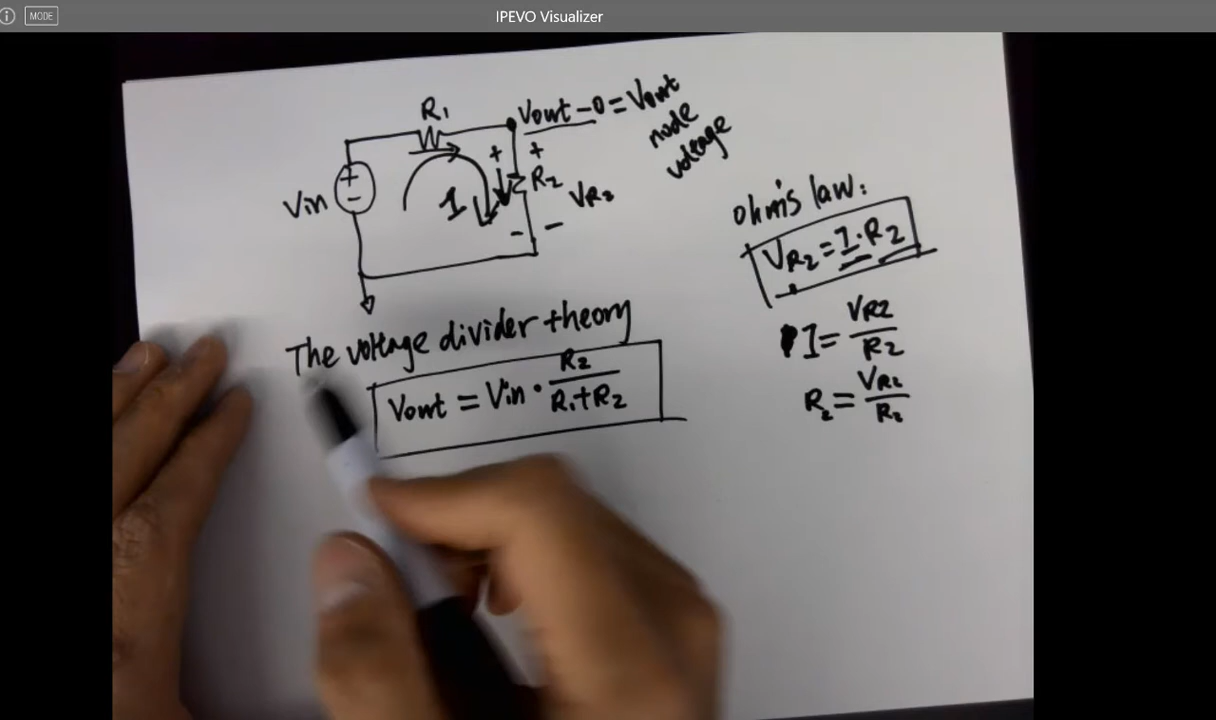 MODE
IPEVO Visualizer
R1
Vout - 0 = Vout
node
voltage
+
+
+
-
Vin
I
R2
VR2
-
-
ohm's law:
VR2 = I · R2
I = VR2/R2
R2 = VR2/R2
The voltage divider theory
Vout = Vin · R2/R1+R2